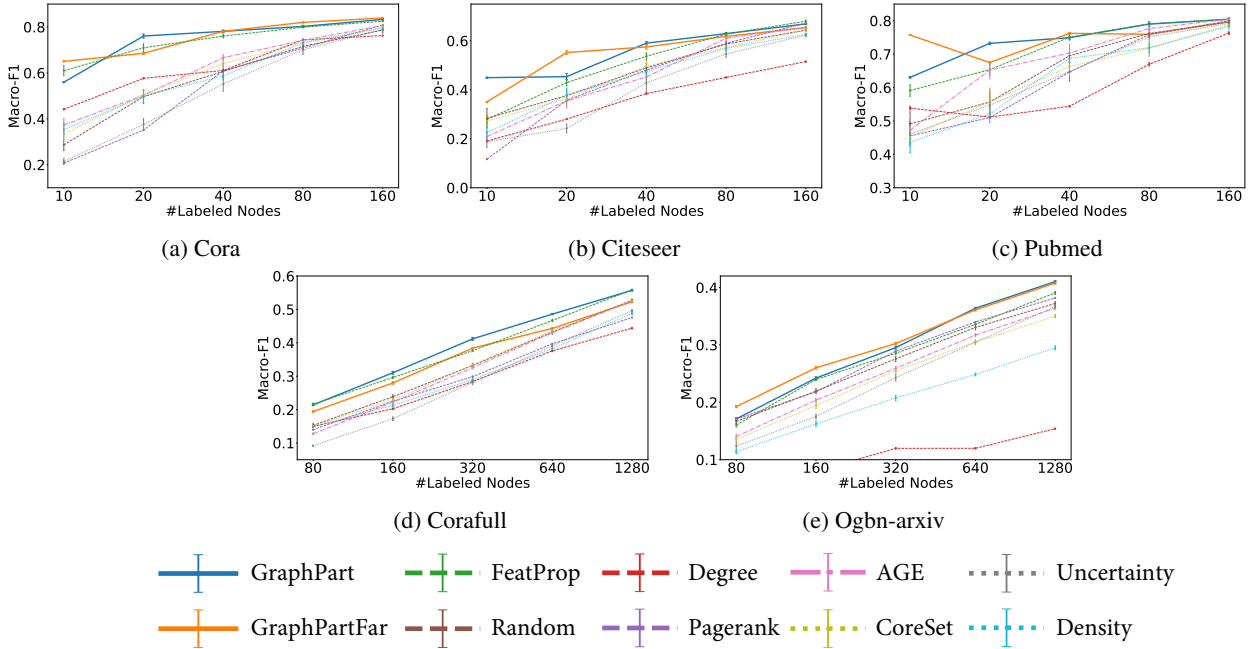 0.8
0.6
0.4
0.2
Macro-F1
10 20 40 80 160
#Labeled Nodes
(a) Cora
0.6
0.4
0.2
0.0
Macro-F1
10 20 40 80 160
#Labeled Nodes
(b) Citeseer
0.8
0.7
0.6
0.5
0.4
0.3
Macro-F1
10 20 40 80 160
#Labeled Nodes
(c) Pubmed
0.6
0.5
0.4
0.3
0.2
0.1
Macro-F1
80 160 320 640 1280
#Labeled Nodes
(d) Corafull
0.4
0.3
0.2
0.1
Macro-F1
80 160 320 640 1280
#Labeled Nodes
(e) Ogbn-arxiv
GraphPart FeatProp Degree AGE Uncertainty
GraphPartFar Random Pagerank CoreSet Density